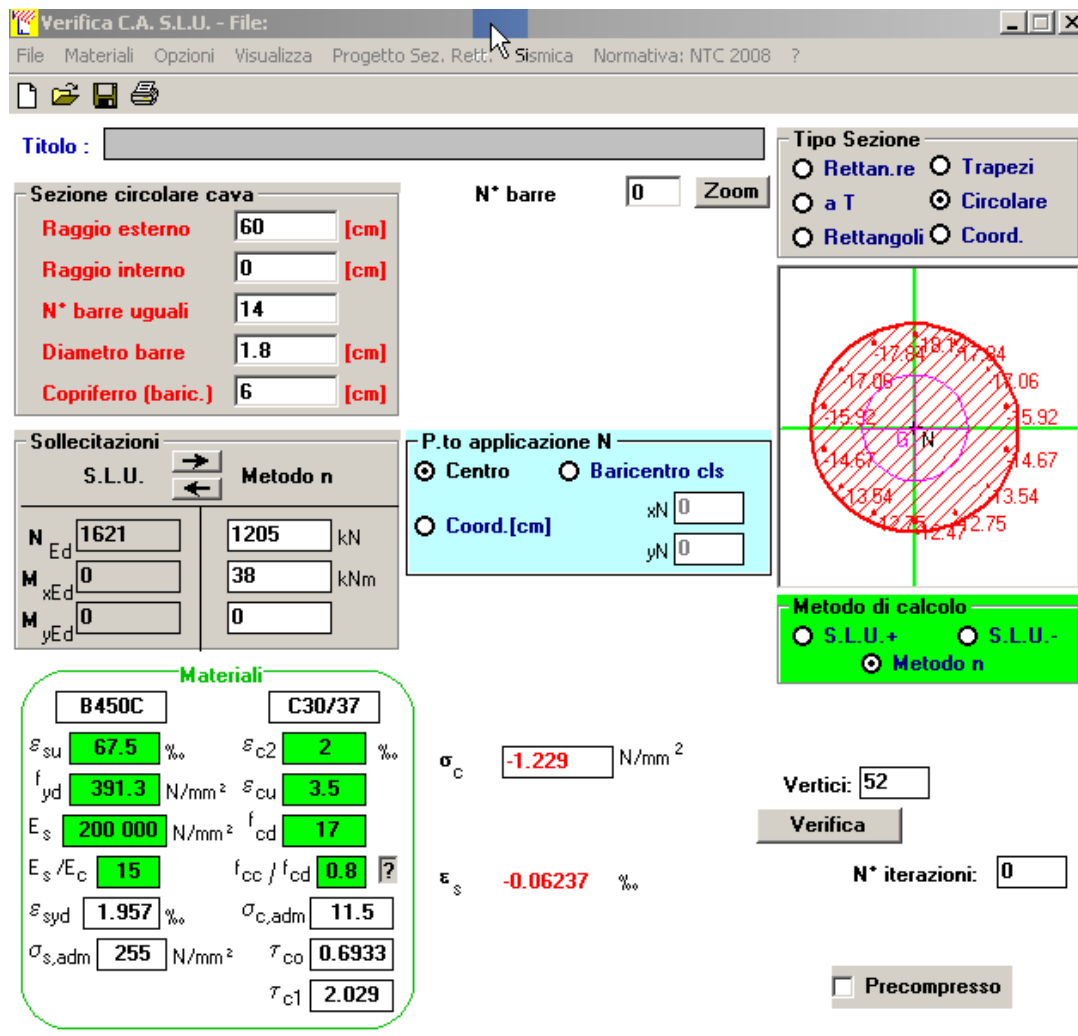 Verifica C.A. S.L.U. - File:
File Materiali Opzioni Visualizza Progetto Sez. Rett. Sismica Normativa: NTC 2008 ?
Titolo :
Tipo Sezione
Rettan.re Trapezi
a T Circolare
Rettangoli Coord.
Sezione circolare cava
N° barre 0 Zoom
Raggio esterno 60 [cm]
Raggio interno 0 [cm]
N° barre uguali 14
Diametro barre 1.8 [cm]
Copriferro (baric.) 6 [cm]
-17.84 -18.12 -17.84
-17.06 -17.06
-15.92 -15.92
G N
-14.67 -14.67
-13.54 -13.54
-12.75 -12.47 -12.75
Sollecitazioni
S.L.U. Metodo n
N Ed 1621 1205 kN
M xEd 0 38 kNm
M yEd 0 0
P.to applicazione N
Centro Baricentro cls
Coord.[cm] xN 0
yN 0
Metodo di calcolo
S.L.U.+ S.L.U.-
Metodo n
Materiali
B450C C30/37
εsu 67.5 ‰ εc2 2 ‰
fyd 391.3 N/mm² εcu 3.5
Es 200 000 N/mm² fcd 17
Es/Ec 15 fcc / fcd 0.8 ?
εsyd 1.957 ‰ σc,adm 11.5
σs,adm 255 N/mm² τco 0.6933
τc1 2.029
σc -1.229 N/mm²
εs -0.06237 ‰
Vertici: 52
Verifica
N° iterazioni: 0
Precompresso